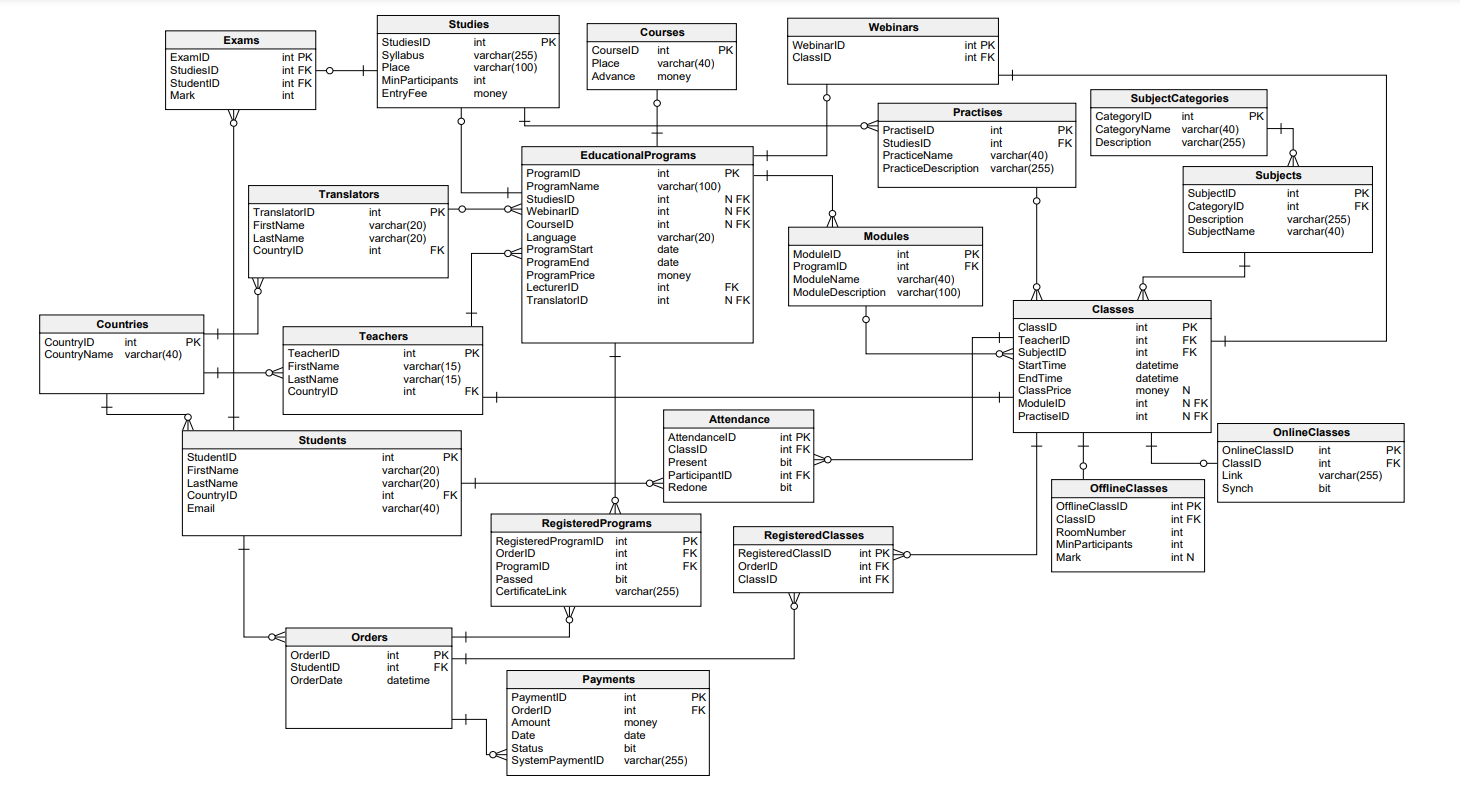 Exams
ExamID int PK
StudiesID int FK
StudentID int FK
Mark int
Studies
StudiesID int PK
Syllabus varchar(255)
Place varchar(100)
MinParticipants int
EntryFee money
Courses
CourseID int PK
Place varchar(40)
Advance money
Webinars
WebinarID int PK
ClassID int FK
Practises
PractiseID int PK
StudiesID int FK
PracticeName varchar(40)
PracticeDescription varchar(255)
SubjectCategories
CategoryID int PK
CategoryName varchar(40)
Description varchar(255)
EducationalPrograms
ProgramID int PK
ProgramName varchar(100)
StudiesID int N FK
WebinarID int N FK
CourseID int N FK
Language varchar(20)
ProgramStart date
ProgramEnd date
ProgramPrice money
LecturerID int FK
TranslatorID int N FK
Subjects
SubjectID int PK
CategoryID int FK
Description varchar(255)
SubjectName varchar(40)
Translators
TranslatorID int PK
FirstName varchar(20)
LastName varchar(20)
CountryID int FK
Modules
ModuleID int PK
ProgramID int FK
ModuleName varchar(40)
ModuleDescription varchar(100)
Classes
ClassID int PK
TeacherID int FK
SubjectID int FK
StartTime datetime
EndTime datetime
ClassPrice money N
ModuleID int N FK
PractiseID int N FK
Countries
CountryID int PK
CountryName varchar(40)
Teachers
TeacherID int PK
FirstName varchar(15)
LastName varchar(15)
CountryID int FK
Attendance
AttendanceID int PK
ClassID int FK
Present bit
ParticipantID int FK
Redone bit
OnlineClasses
OnlineClassID int PK
ClassID int FK
Link varchar(255)
Synch bit
Students
StudentID int PK
FirstName varchar(20)
LastName varchar(20)
CountryID int FK
Email varchar(40)
OfflineClasses
OfflineClassID int PK
ClassID int FK
RoomNumber int
MinParticipants int
Mark int N
RegisteredPrograms
RegisteredProgramID int PK
OrderID int FK
ProgramID int FK
Passed bit
CertificateLink varchar(255)
RegisteredClasses
RegisteredClassID int PK
OrderID int FK
ClassID int FK
Orders
OrderID int PK
StudentID int FK
OrderDate datetime
Payments
PaymentID int PK
OrderID int FK
Amount money
Date date
Status bit
SystemPaymentID varchar(255)